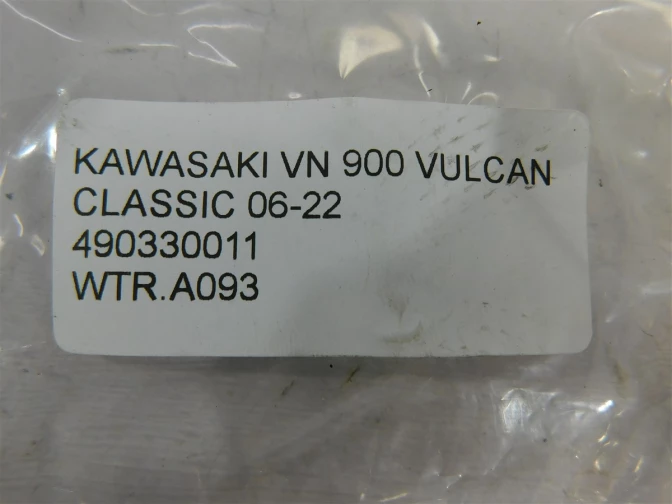 KAWASAKI VN 900 VULCAN
CLASSIC 06-22
490330011
WTR.A093